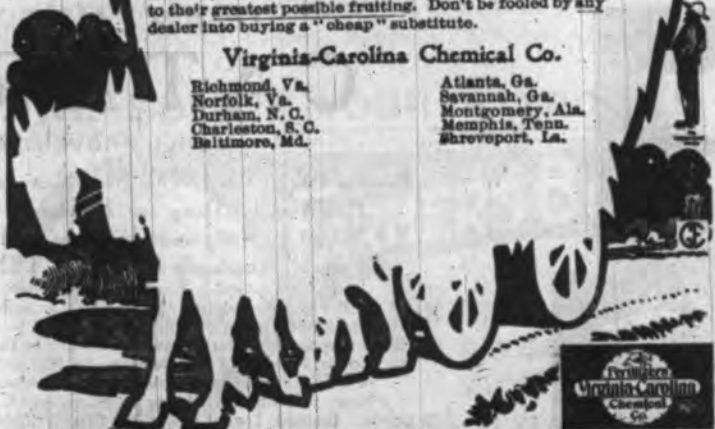 to their greatest possible fruiting. Don't be fooled by any
dealer into buying a "cheap" substitute.
Virginia-Carolina Chemical Co.
Richmond, Va.
Norfolk, Va.
Durham, N. C.
Charleston, S. C.
Baltimore, Md.
Atlanta, Ga.
Savannah, Ga.
Montgomery, Ala.
Memphis, Tenn.
Shreveport, La.
Fertilizers
Virginia-Carolina
Chemical
Co.